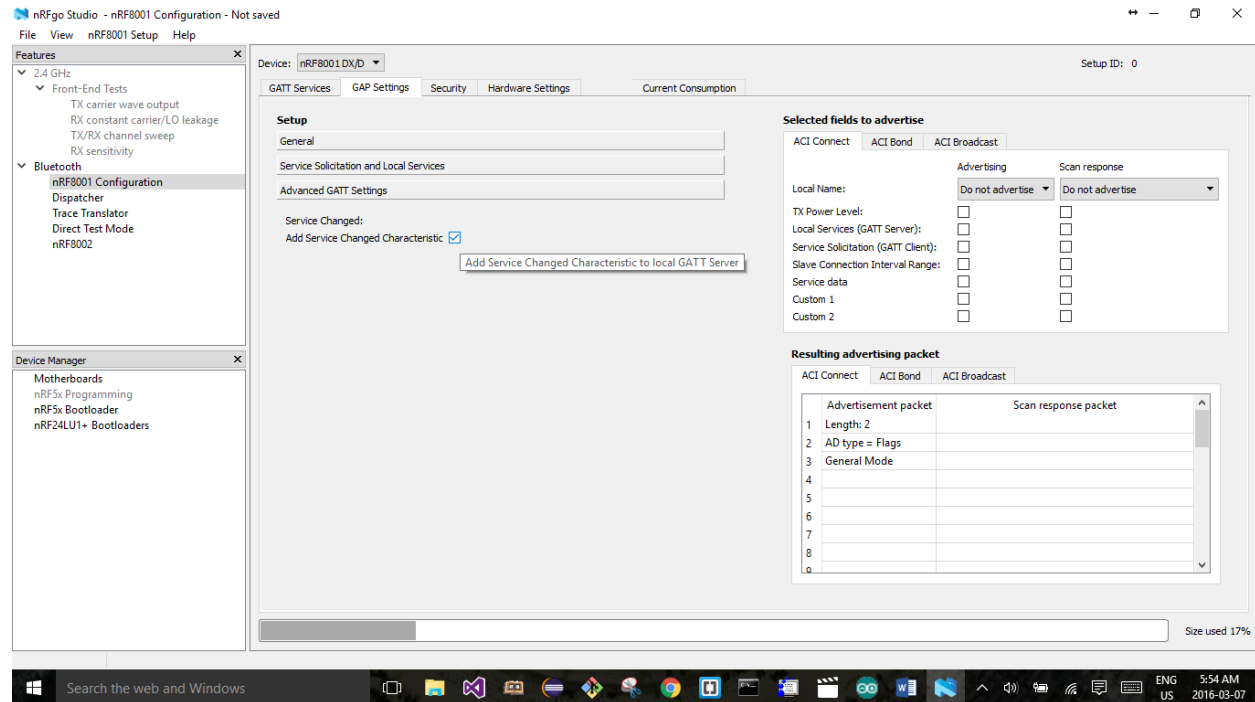 nRFgo Studio - nRF8001 Configuration - Not saved
File View nRF8001 Setup Help
Features
2.4 GHz
Front-End Tests
TX carrier wave output
RX constant carrier/LO leakage
TX/RX channel sweep
RX sensitivity
Bluetooth
nRF8001 Configuration
Dispatcher
Trace Translator
Direct Test Mode
nRF8002
Device Manager
Motherboards
nRF5x Programming
nRF5x Bootloader
nRF24LU1+ Bootloaders
Device: nRF8001 DX/D Setup ID: 0
GATT Services GAP Settings Security Hardware Settings Current Consumption
Setup
General
Service Solicitation and Local Services
Advanced GATT Settings
Service Changed:
Add Service Changed Characteristic
Add Service Changed Characteristic to local GATT Server
Selected fields to advertise
ACI Connect ACI Bond ACI Broadcast
Advertising Scan response
Local Name: Do not advertise Do not advertise
TX Power Level:
Local Services (GATT Server):
Service Solicitation (GATT Client):
Slave Connection Interval Range:
Service data
Custom 1
Custom 2
Resulting advertising packet
ACI Connect ACI Bond ACI Broadcast
Advertisement packet Scan response packet
1 Length: 2
2 AD type = Flags
3 General Mode
4
5
6
7
8
9
Size used 17%
Search the web and Windows
ENG 5:54 AM
US 2016-03-07